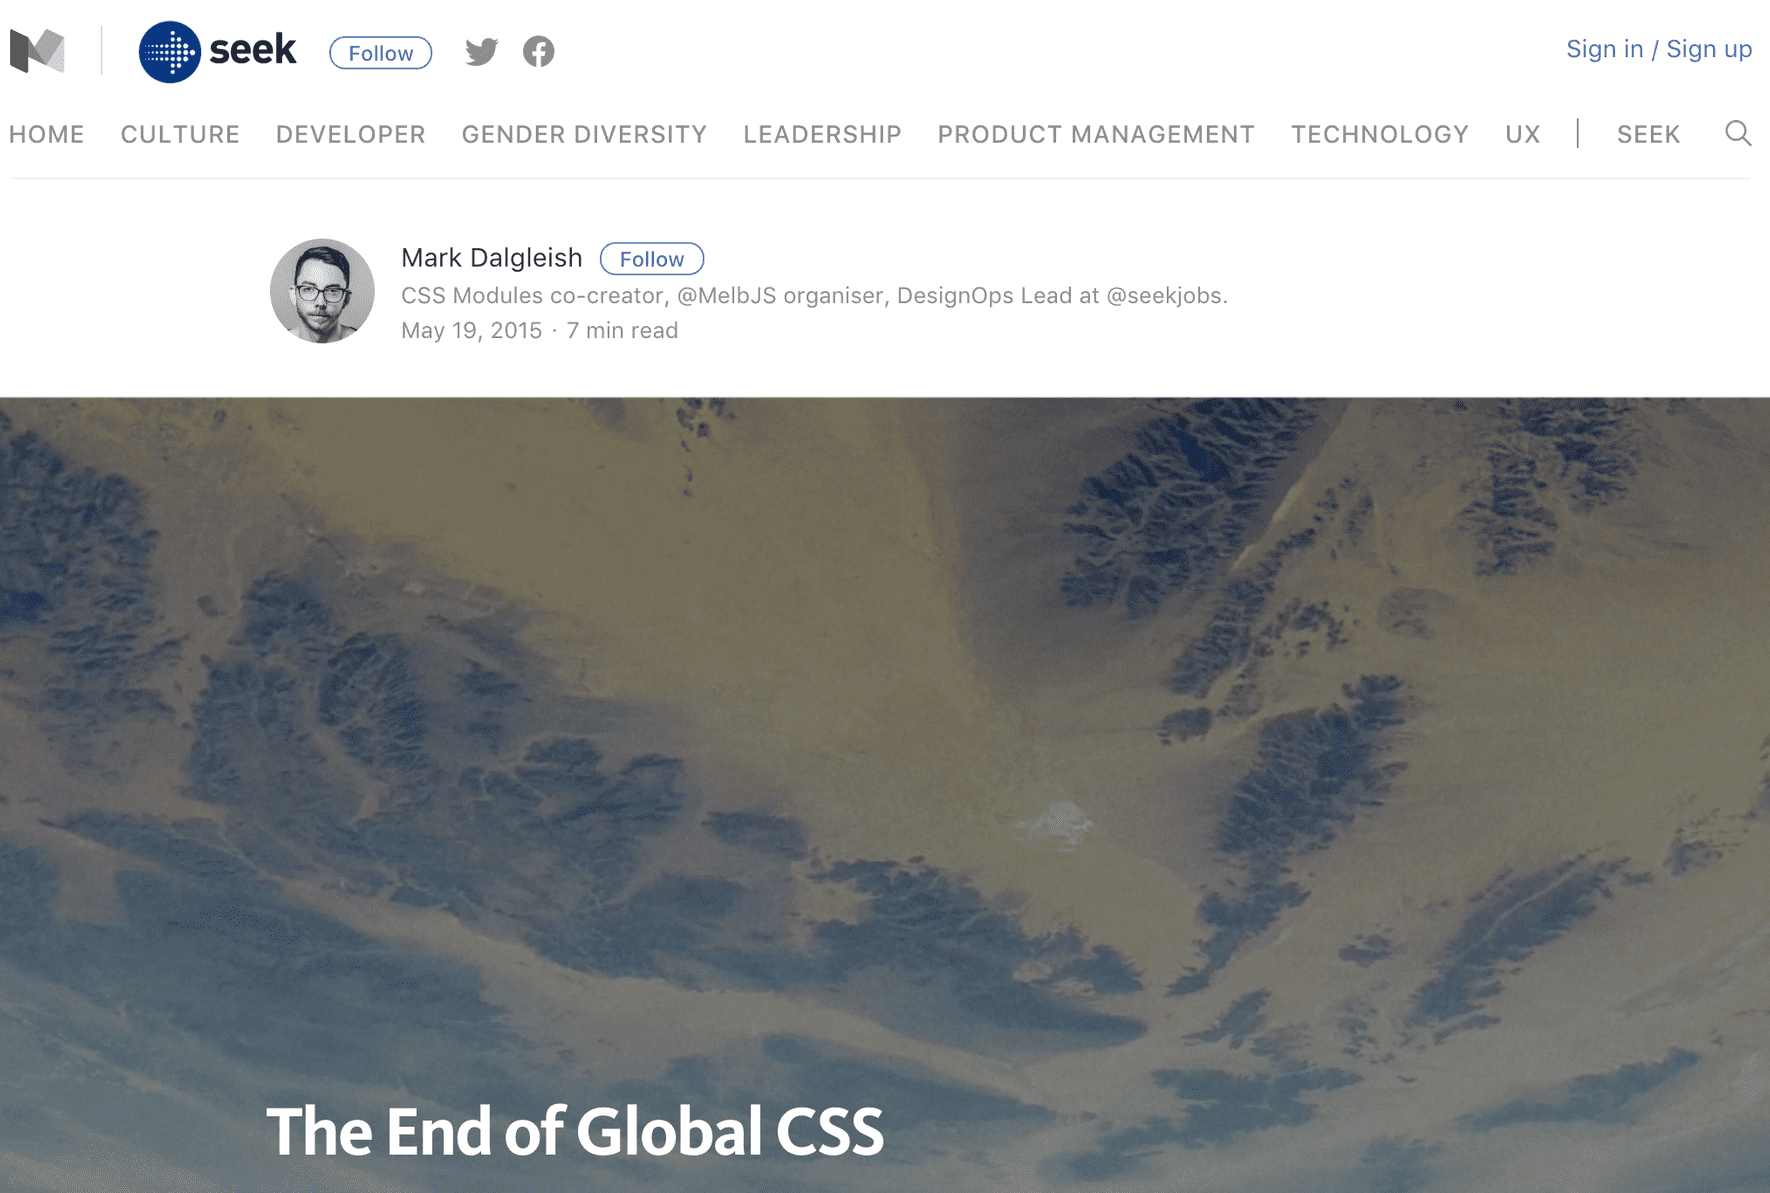 seek Follow Sign in / Sign up
HOME CULTURE DEVELOPER GENDER DIVERSITY LEADERSHIP PRODUCT MANAGEMENT TECHNOLOGY UX | SEEK
Mark Dalgleish Follow
CSS Modules co-creator, @MelbJS organiser, DesignOps Lead at @seekjobs.
May 19, 2015 · 7 min read
The End of Global CSS